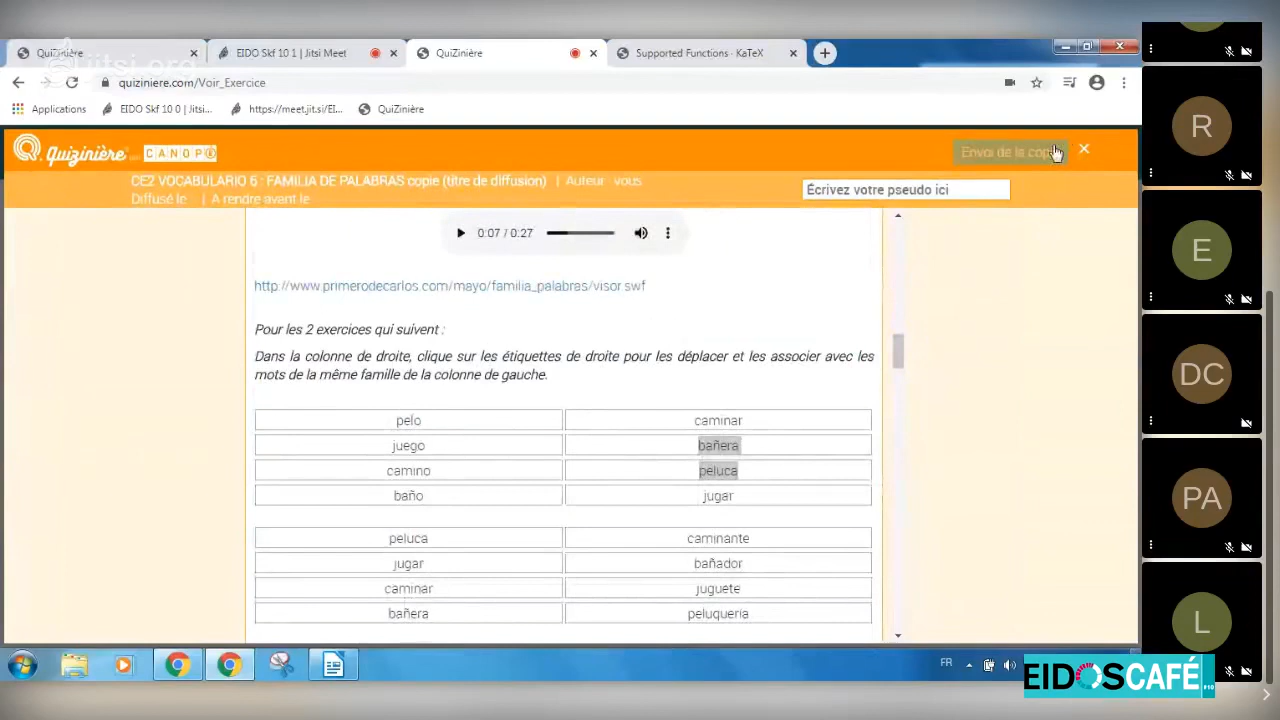 jitsi.org
QuiZinière
EIDO Skf 10 1 | Jitsi Meet
QuiZinière
Supported Functions - KaTeX
quiziniere.com/Voir_Exercice
Applications
EIDO Skf 10 0 | Jitsi...
https://meet.jit.si/EI...
QuiZinière
Quizinière
CANOPÉ
Envoi de la copie
CE2 VOCABULARIO 6 : FAMILIA DE PALABRAS copie (titre de diffusion) | Auteur : vous
Diffusé le | A rendre avant le
Écrivez votre pseudo ici
0:07 / 0:27
http://www.primerodecarlos.com/mayo/familia_palabras/visor.swf
Pour les 2 exercices qui suivent :
Dans la colonne de droite, clique sur les étiquettes de droite pour les déplacer et les associer avec les
mots de la même famille de la colonne de gauche.
pelo caminar
juego bañera
camino peluca
baño jugar
peluca caminante
jugar bañador
caminar juguete
bañera peluquería
FR
R
E
DC
PA
L
EIDOSCAFÉ
#10